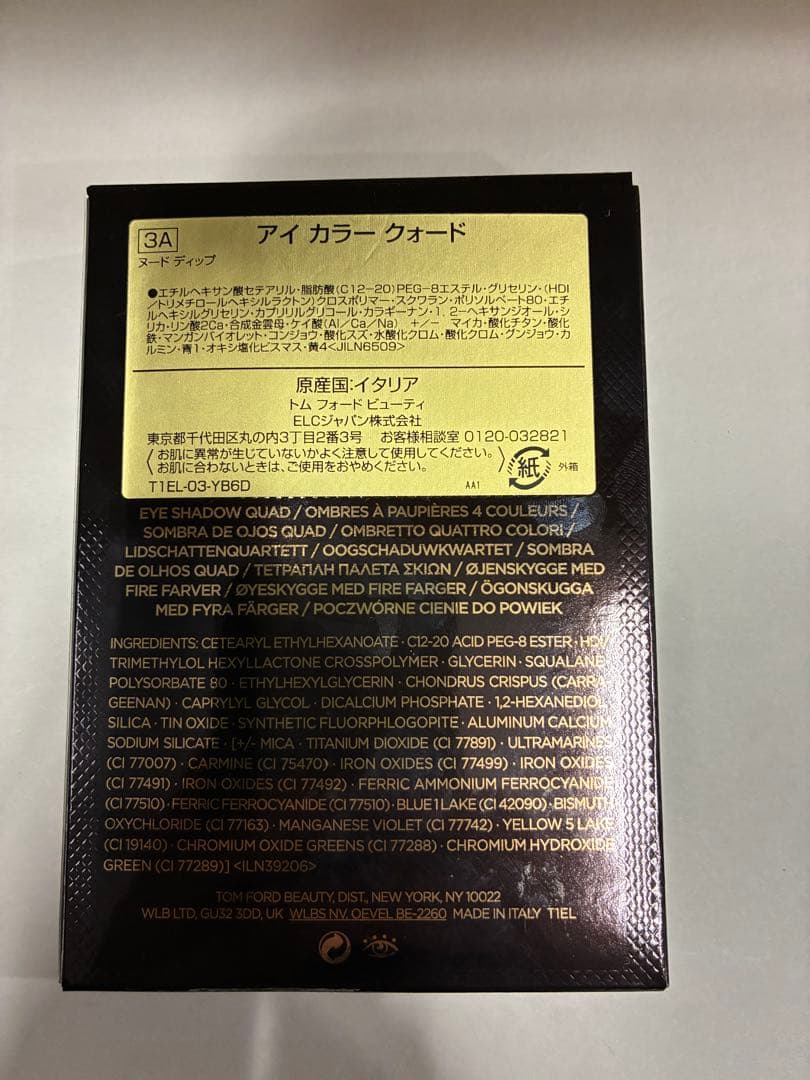 3A アイ カラー クォード
ヌード ディップ
●エチルヘキサン酸セテアリル・脂肪酸(C12-20)PEG-8エステル・グリセリン・(HDI
/トリメチロールヘキシルラクトン)クロスポリマー・スクワラン・ポリソルベート80・エチ
ルヘキシルグリセリン・カプリリルグリコール・カラギーナン・1, 2-ヘキサンジオール・シ
リカ・リン酸2Ca・合成金雲母・ケイ酸(Al/Ca/Na) +/- マイカ・酸化チタン・酸化
鉄・マンガンバイオレット・コンジョウ・酸化スズ・水酸化クロム・酸化クロム・グンジョウ・カ
ルミン・青1・オキシ塩化ビスマス・黄4<JILN6509>
原産国:イタリア
トム フォード ビューティ
ELCジャパン株式会社
東京都千代田区丸の内3丁目2番3号 お客様相談室 0120-032821
お肌に異常が生じていないかよく注意して使用してください。
お肌に合わないときは、ご使用をおやめください。
紙 外箱
T1EL-03-YB6D AA1
EYE SHADOW QUAD / OMBRES À PAUPIÈRES 4 COULEURS /
SOMBRA DE OJOS QUAD / OMBRETTO QUATTRO COLORI /
LIDSCHATTENQUARTETT / OOGSCHADUWKWARTET / SOMBRA
DE OLHOS QUAD / ΤΕΤΡΑΠΛΗ ΠΑΛΕΤΑ ΣΚΙΩΝ / ØJENSKYGGE MED
FIRE FARVER / ØYESKYGGE MED FIRE FARGER / ÖGONSKUGGA
MED FYRA FÄRGER / POCZWÓRNE CIENIE DO POWIEK
INGREDIENTS: CETEARYL ETHYLHEXANOATE · C12-20 ACID PEG-8 ESTER · HDI/
TRIMETHYLOL HEXYLLACTONE CROSSPOLYMER · GLYCERIN · SQUALANE
POLYSORBATE 80 · ETHYLHEXYLGLYCERIN · CHONDRUS CRISPUS (CARRA
GEENAN) · CAPRYLYL GLYCOL · DICALCIUM PHOSPHATE · 1,2-HEXANEDIOL
SILICA · TIN OXIDE · SYNTHETIC FLUORPHLOGOPITE · ALUMINUM CALCIUM
SODIUM SILICATE · [+/- MICA · TITANIUM DIOXIDE (CI 77891) · ULTRAMARINES
(CI 77007) · CARMINE (CI 75470) · IRON OXIDES (CI 77499) · IRON OXIDES
(CI 77491) · IRON OXIDES (CI 77492) · FERRIC AMMONIUM FERROCYANIDE
(CI 77510) · FERRIC FERROCYANIDE (CI 77510) · BLUE 1 LAKE (CI 42090) · BISMUTH
OXYCHLORIDE (CI 77163) · MANGANESE VIOLET (CI 77742) · YELLOW 5 LAKE
(CI 19140) · CHROMIUM OXIDE GREENS (CI 77288) · CHROMIUM HYDROXIDE
GREEN (CI 77289)] <ILN39206>
TOM FORD BEAUTY, DIST., NEW YORK, NY 10022
WLB LTD, GU32 3DD, UK WLBS NV, OEVEL BE-2260 MADE IN ITALY T1EL